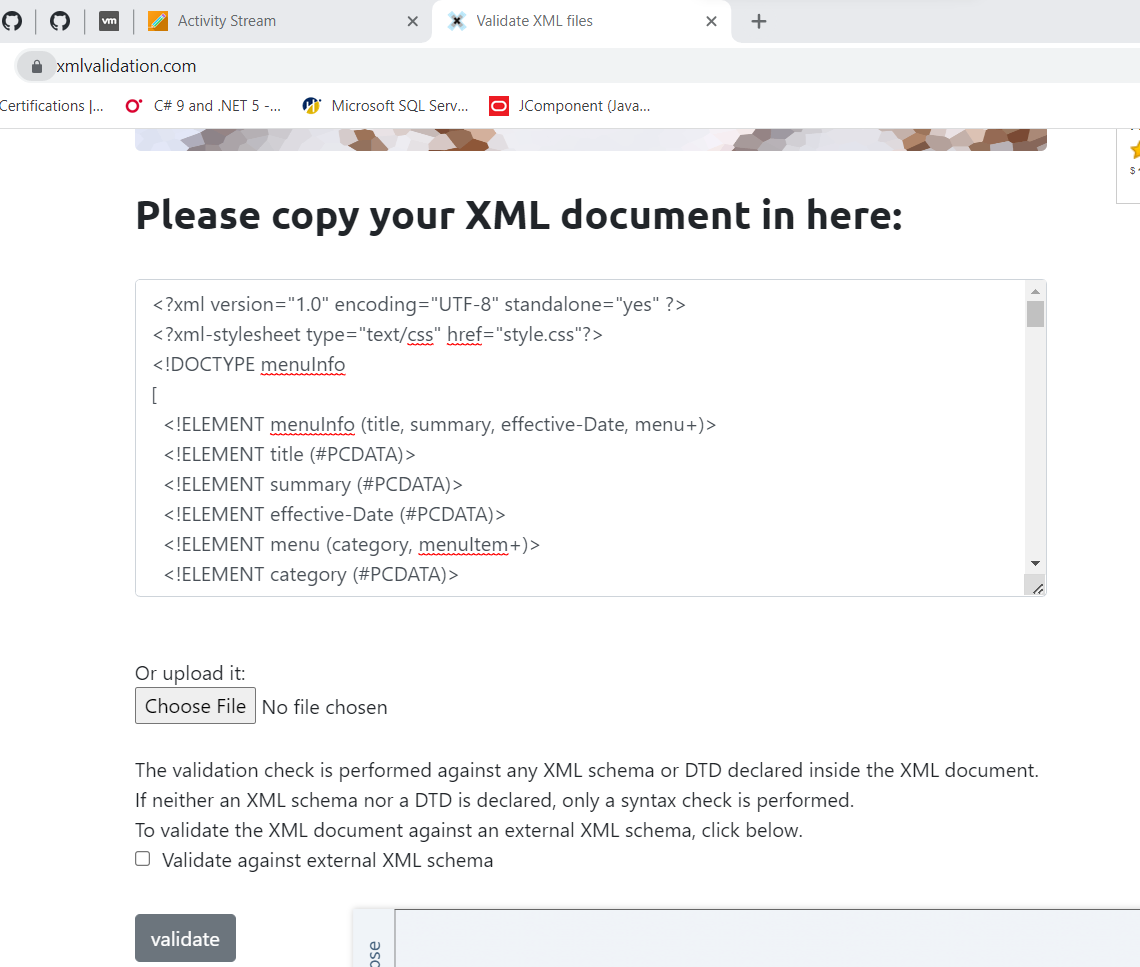 vm
Activity Stream
Validate XML files
xmlvalidation.com
Certifications |...
C# 9 and .NET 5 -...
Microsoft SQL Serv...
JComponent (Java...
Please copy your XML document in here:
<?xml version="1.0" encoding="UTF-8" standalone="yes" ?>
<?xml-stylesheet type="text/css" href="style.css"?>
<!DOCTYPE menuInfo
[
<!ELEMENT menuInfo (title, summary, effective-Date, menu+)>
<!ELEMENT title (#PCDATA)>
<!ELEMENT summary (#PCDATA)>
<!ELEMENT effective-Date (#PCDATA)>
<!ELEMENT menu (category, menuItem+)>
<!ELEMENT category (#PCDATA)>
Or upload it:
Choose File No file chosen
The validation check is performed against any XML schema or DTD declared inside the XML document.
If neither an XML schema nor a DTD is declared, only a syntax check is performed.
To validate the XML document against an external XML schema, click below.
Validate against external XML schema
validate